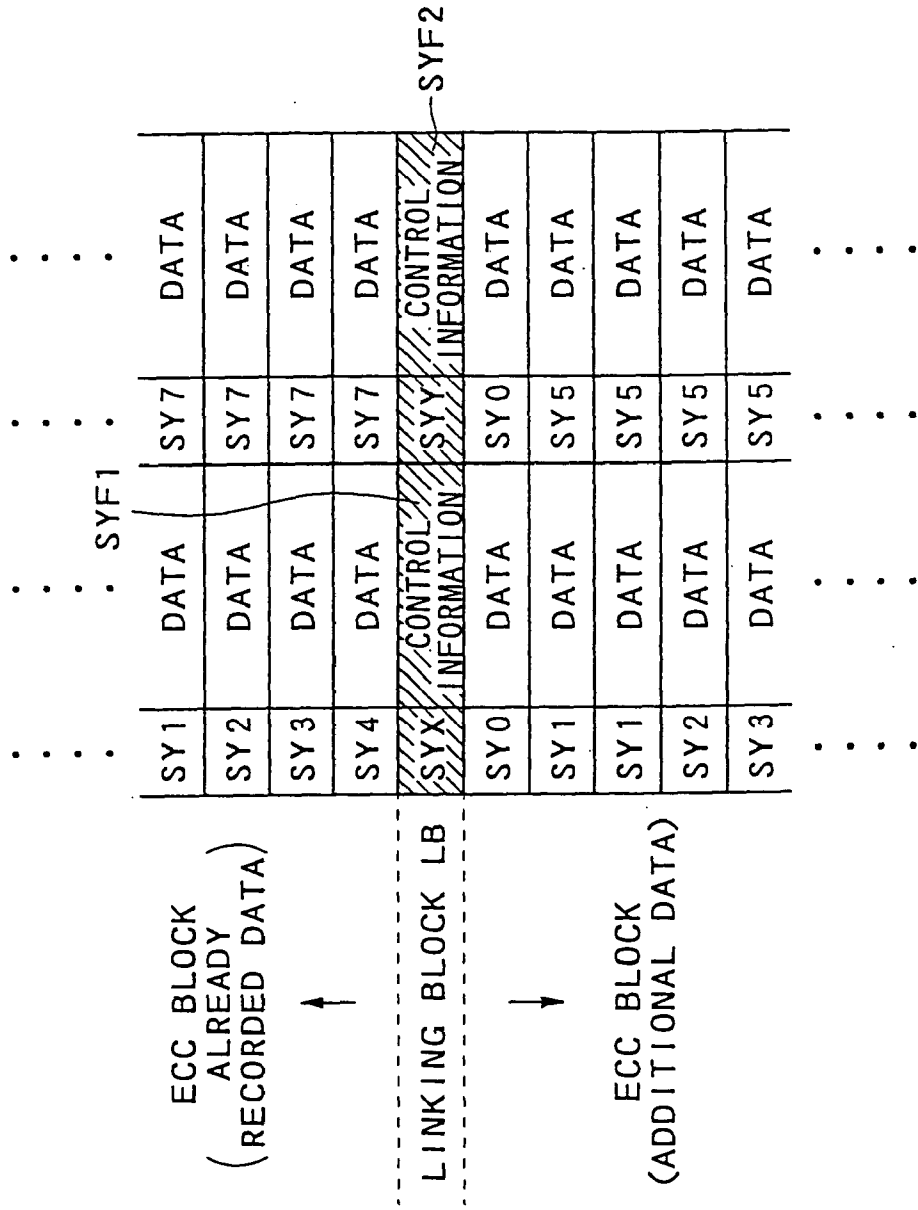 SYF1
SY1 DATA SY7 DATA
SY2 DATA SY7 DATA
SY3 DATA SY7 DATA
SY4 DATA SY7 DATA
ECC BLOCK
ALREADY
(RECORDED DATA)
LINKING BLOCK LB
SYX CONTROL INFORMATION SYY CONTROL INFORMATION
SYF2
SY0 DATA SY0 DATA
SY1 DATA SY5 DATA
SY1 DATA SY5 DATA
SY2 DATA SY5 DATA
SY3 DATA SY5 DATA
ECC BLOCK
(ADDITIONAL DATA)